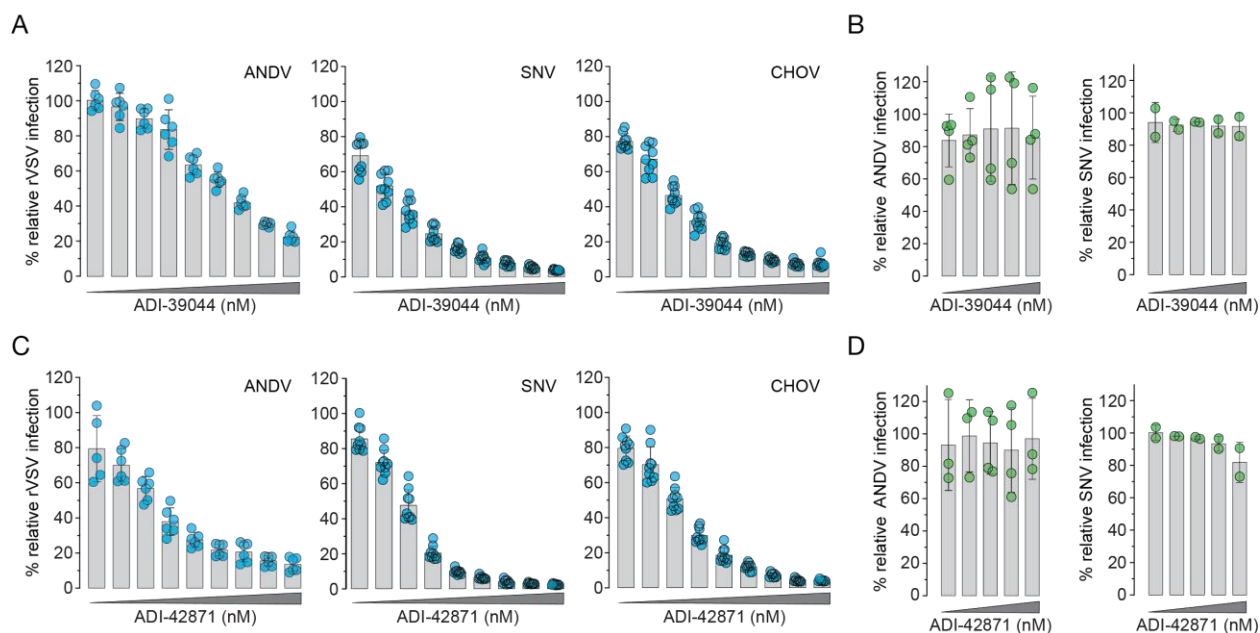 A
B
% relative rVSV infection
120
100
80
60
40
20
0
ANDV
ADI-39044 (nM)
120
100
80
60
40
20
0
SNV
ADI-39044 (nM)
120
100
80
60
40
20
0
CHOV
ADI-39044 (nM)
% relative ANDV infection
120
100
80
60
40
20
0
ADI-39044 (nM)
% relative SNV infection
120
100
80
60
40
20
0
ADI-39044 (nM)
C
D
% relative rVSV infection
120
100
80
60
40
20
0
ANDV
ADI-42871 (nM)
120
100
80
60
40
20
0
SNV
ADI-42871 (nM)
120
100
80
60
40
20
0
CHOV
ADI-42871 (nM)
% relative ANDV infection
120
100
80
60
40
20
0
ADI-42871 (nM)
% relative SNV infection
120
100
80
60
40
20
0
ADI-42871 (nM)